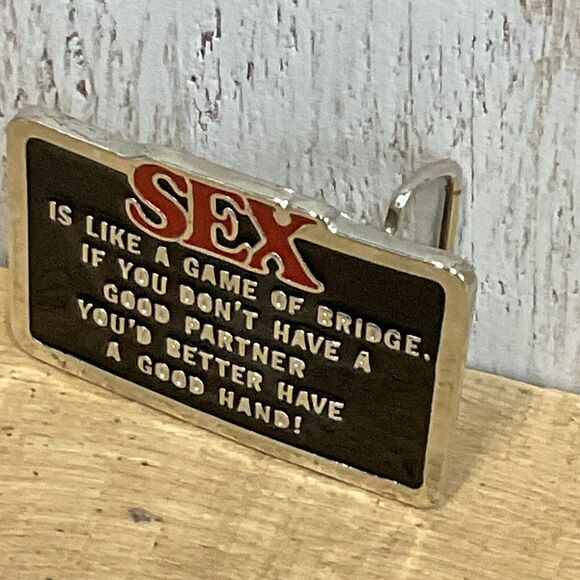 SEX
IS LIKE A GAME OF BRIDGE.
IF YOU DON'T HAVE A
GOOD PARTNER
YOU'D BETTER HAVE
A GOOD HAND!